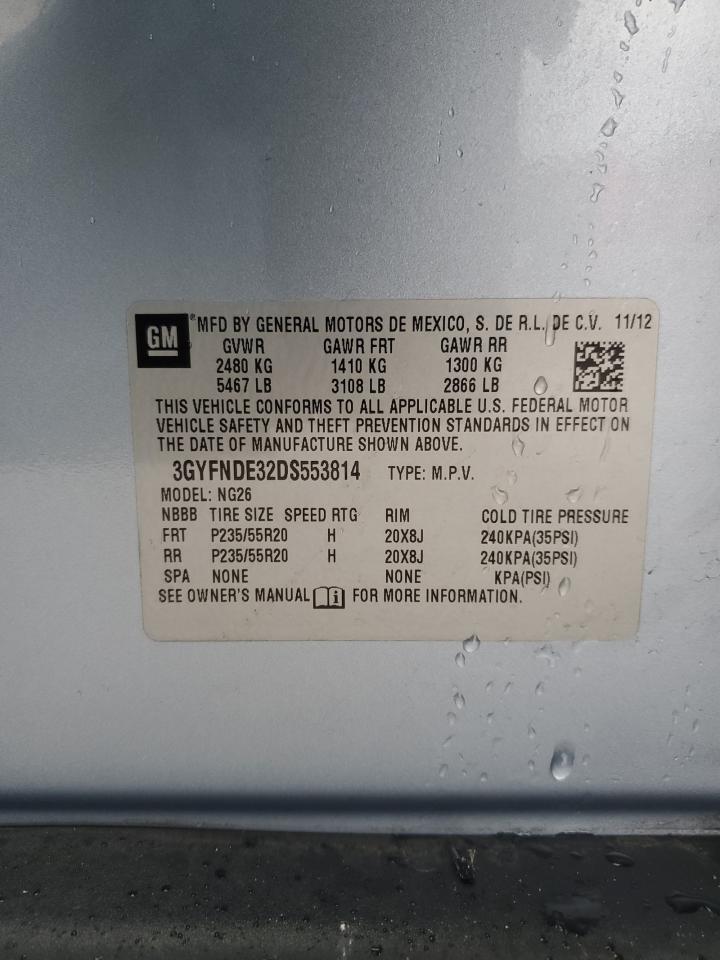 GM
® MFD BY GENERAL MOTORS DE MEXICO, S. DE R.L. DE C.V. 11/12
GVWR GAWR FRT GAWR RR
2480 KG 1410 KG 1300 KG
5467 LB 3108 LB 2866 LB
THIS VEHICLE CONFORMS TO ALL APPLICABLE U.S. FEDERAL MOTOR
VEHICLE SAFETY AND THEFT PREVENTION STANDARDS IN EFFECT ON
THE DATE OF MANUFACTURE SHOWN ABOVE.
3GYFNDE32DS553814 TYPE: M.P.V.
MODEL: NG26
NBBB TIRE SIZE SPEED RTG RIM COLD TIRE PRESSURE
FRT P235/55R20 H 20X8J 240KPA(35PSI)
RR P235/55R20 H 20X8J 240KPA(35PSI)
SPA NONE NONE KPA(PSI)
SEE OWNER'S MANUAL i FOR MORE INFORMATION.